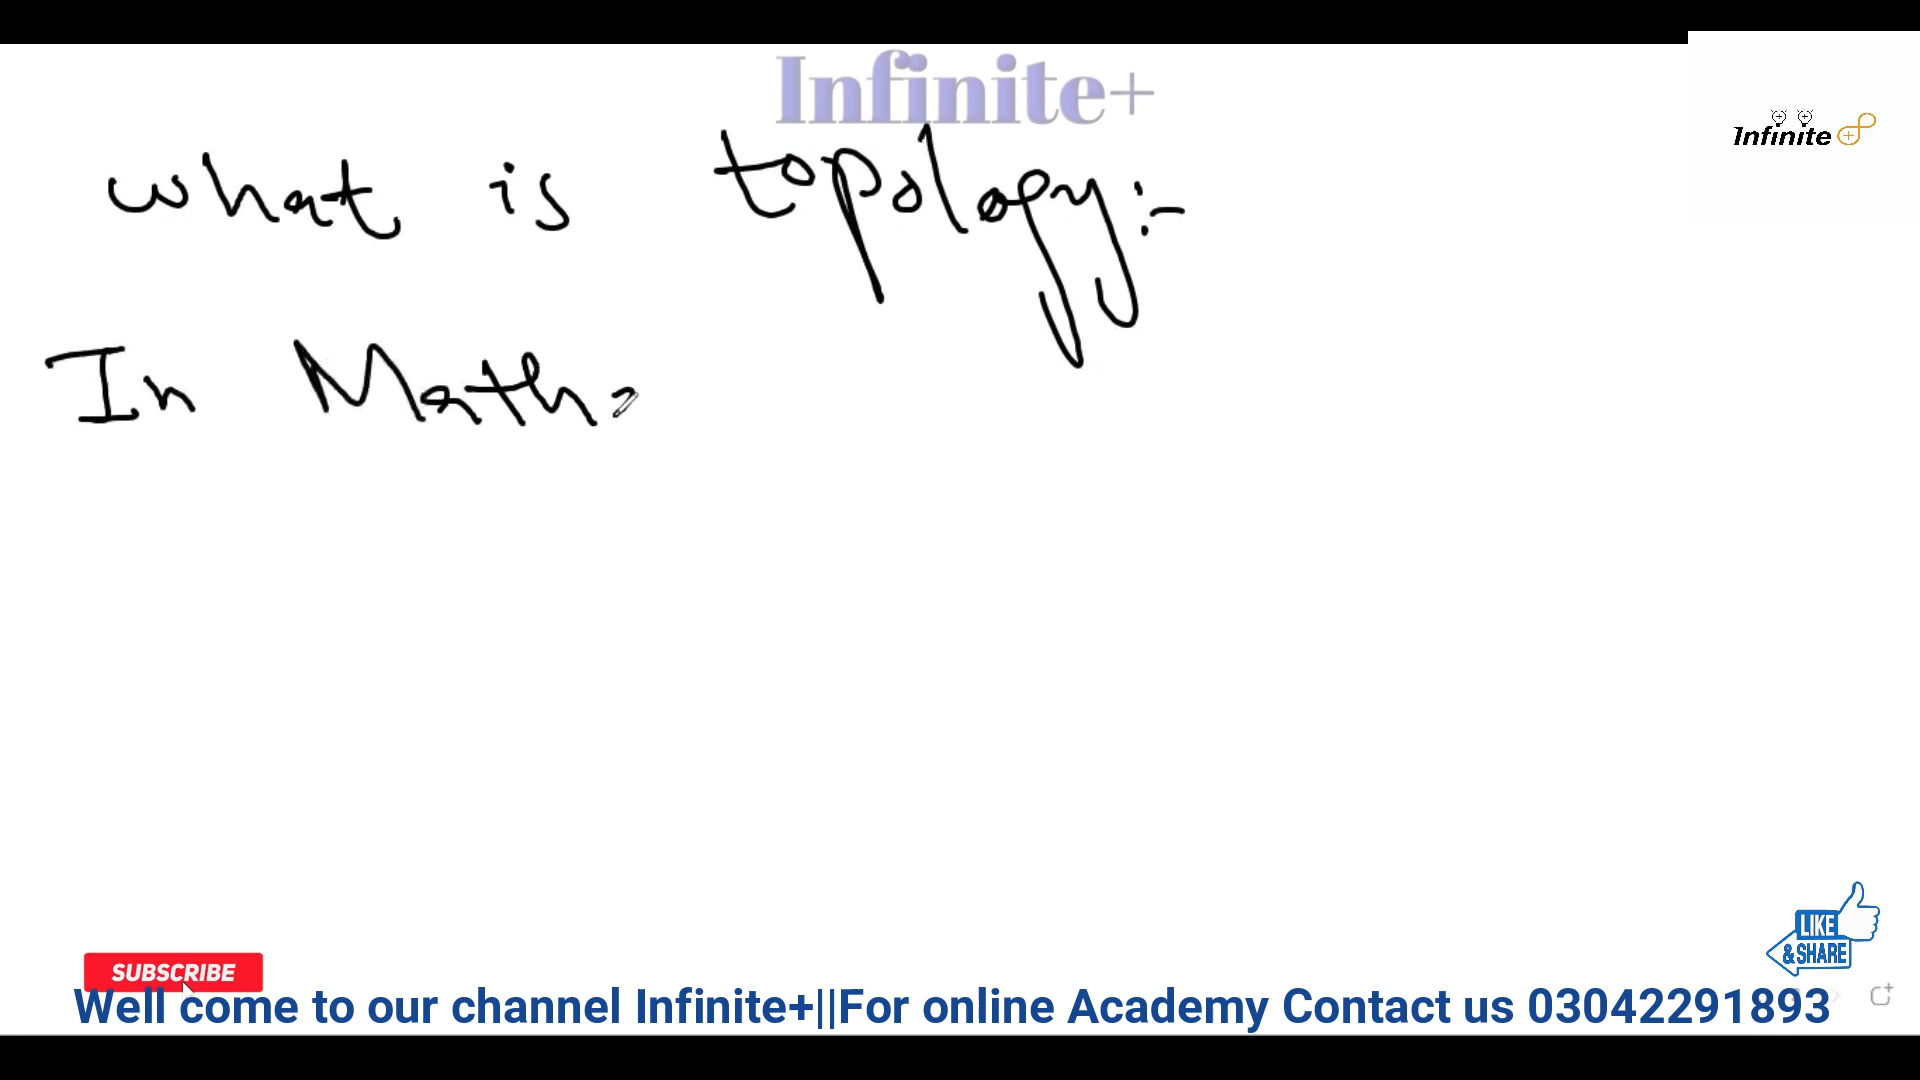 Infinite+
Infinite
what is topology:-
In Math
LIKE
& SHARE
SUBSCRIBE
Well come to our channel Infinite+||For online Academy Contact us 03042291893